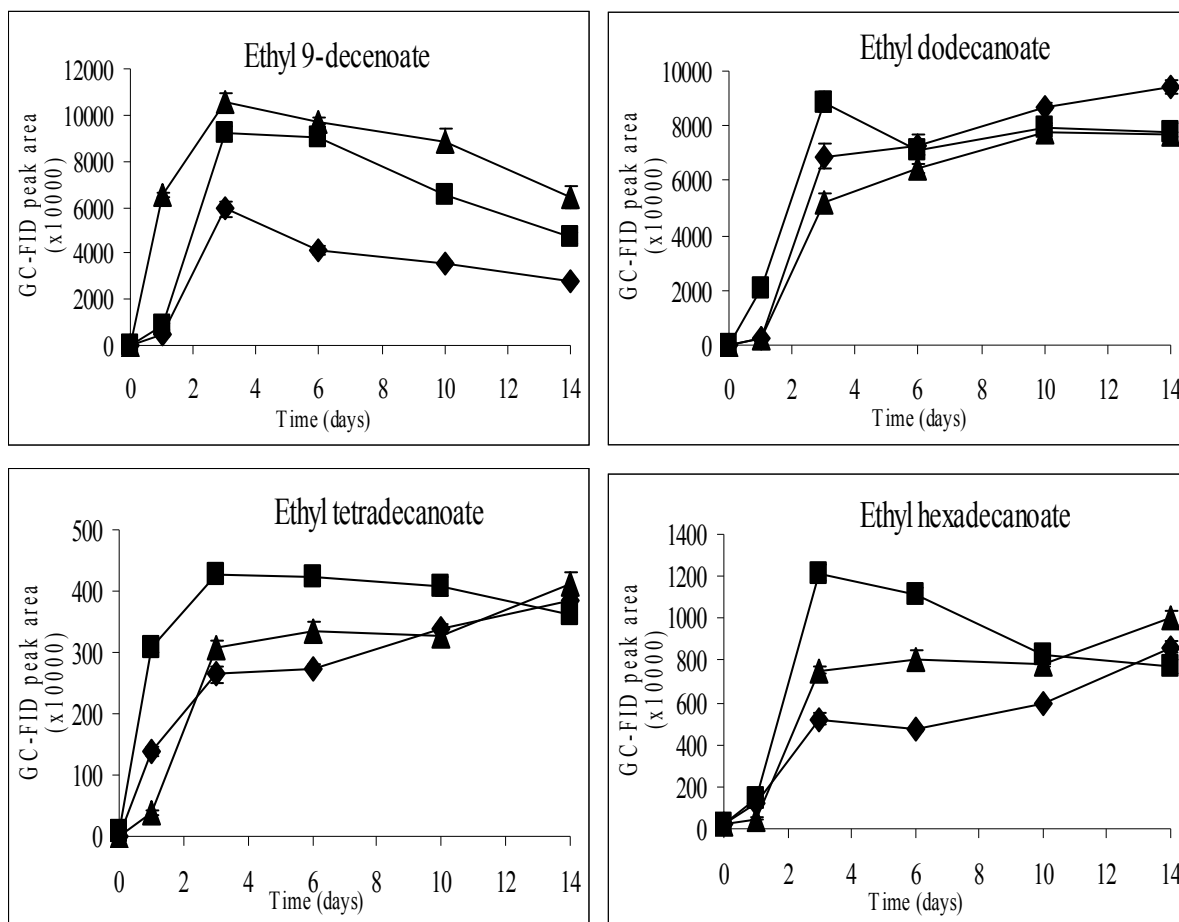 Ethyl 9-decenoate
GC-FID peak area
(x10000)
12000
10000
8000
6000
4000
2000
0
0 2 4 6 8 10 12 14
Time (days)
Ethyl dodecanoate
GC-FID peak area
(x10000)
10000
8000
6000
4000
2000
0
0 2 4 6 8 10 12 14
Time (days)
Ethyl tetradecanoate
GC-FID peak area
(x10000)
500
400
300
200
100
0
0 2 4 6 8 10 12 14
Time (days)
Ethyl hexadecanoate
GC-FID peak area
(x10000)
1400
1200
1000
800
600
400
200
0
0 2 4 6 8 10 12 14
Time (days)